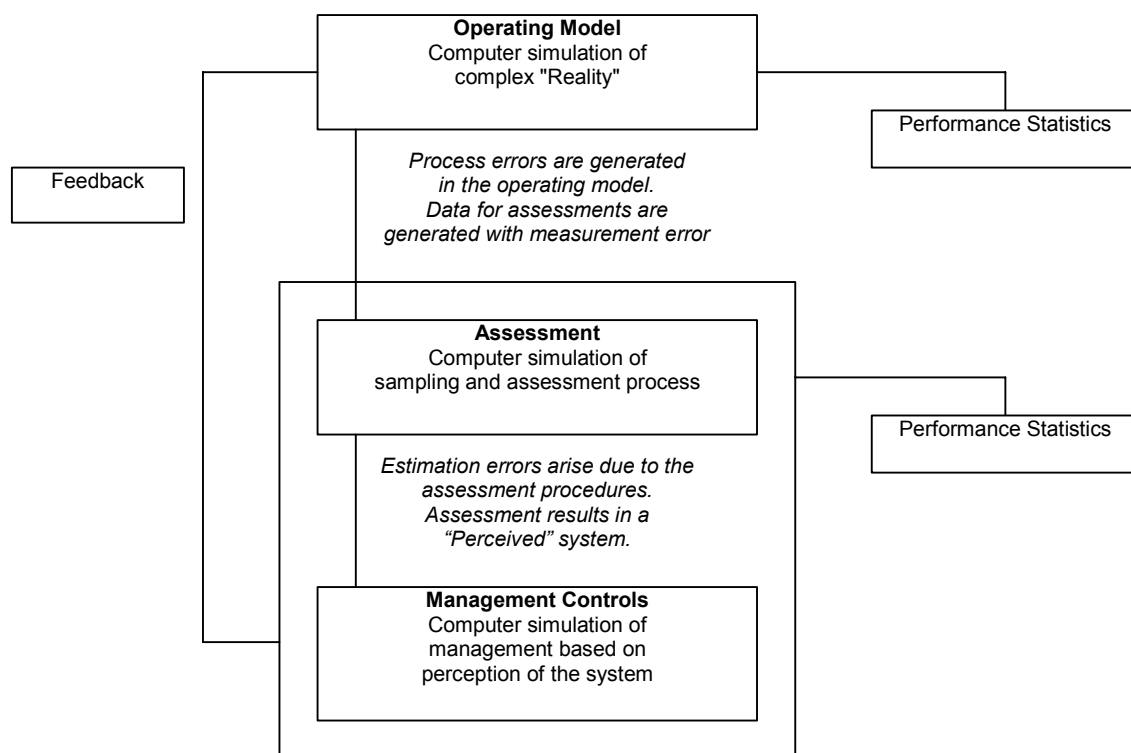 Operating Model
Computer simulation of
complex "Reality"
Performance Statistics
Process errors are generated
in the operating model.
Data for assessments are
generated with measurement error
Feedback
Assessment
Computer simulation of
sampling and assessment process
Performance Statistics
Estimation errors arise due to the
assessment procedures.
Assessment results in a
“Perceived” system.
Management Controls
Computer simulation of
management based on
perception of the system